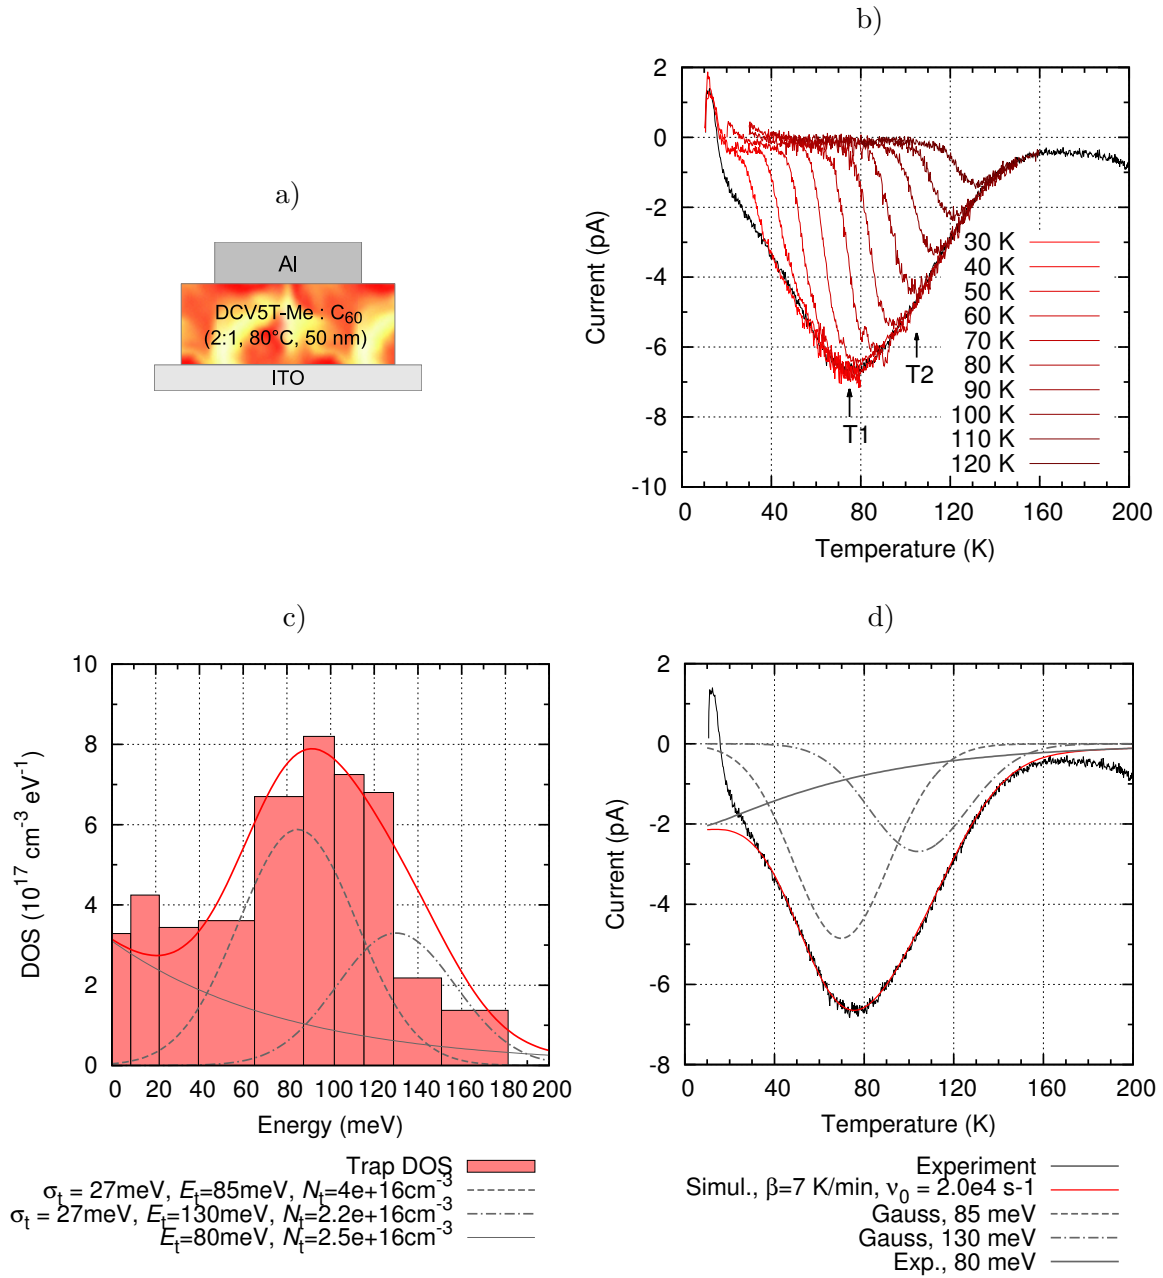 a)
Al
DCV5T-Me : C60
(2:1, 80°C, 50 nm)
ITO
b)
2
0
-2
-4
-6
-8
-10
Current (pA)
0 40 80 120 160 200
Temperature (K)
T1
T2
30 K
40 K
50 K
60 K
70 K
80 K
90 K
100 K
110 K
120 K
c)
10
8
6
4
2
0
DOS (10^17 cm^-3 eV^-1)
0 20 40 60 80 100 120 140 160 180 200
Energy (meV)
Trap DOS
σt = 27meV, Et=85meV, Nt=4e+16cm^-3
σt = 27meV, Et=130meV, Nt=2.2e+16cm^-3
Et=80meV, Nt=2.5e+16cm^-3
d)
2
0
-2
-4
-6
-8
Current (pA)
0 40 80 120 160 200
Temperature (K)
Experiment
Simul., β=7 K/min, ν0 = 2.0e4 s-1
Gauss, 85 meV
Gauss, 130 meV
Exp., 80 meV